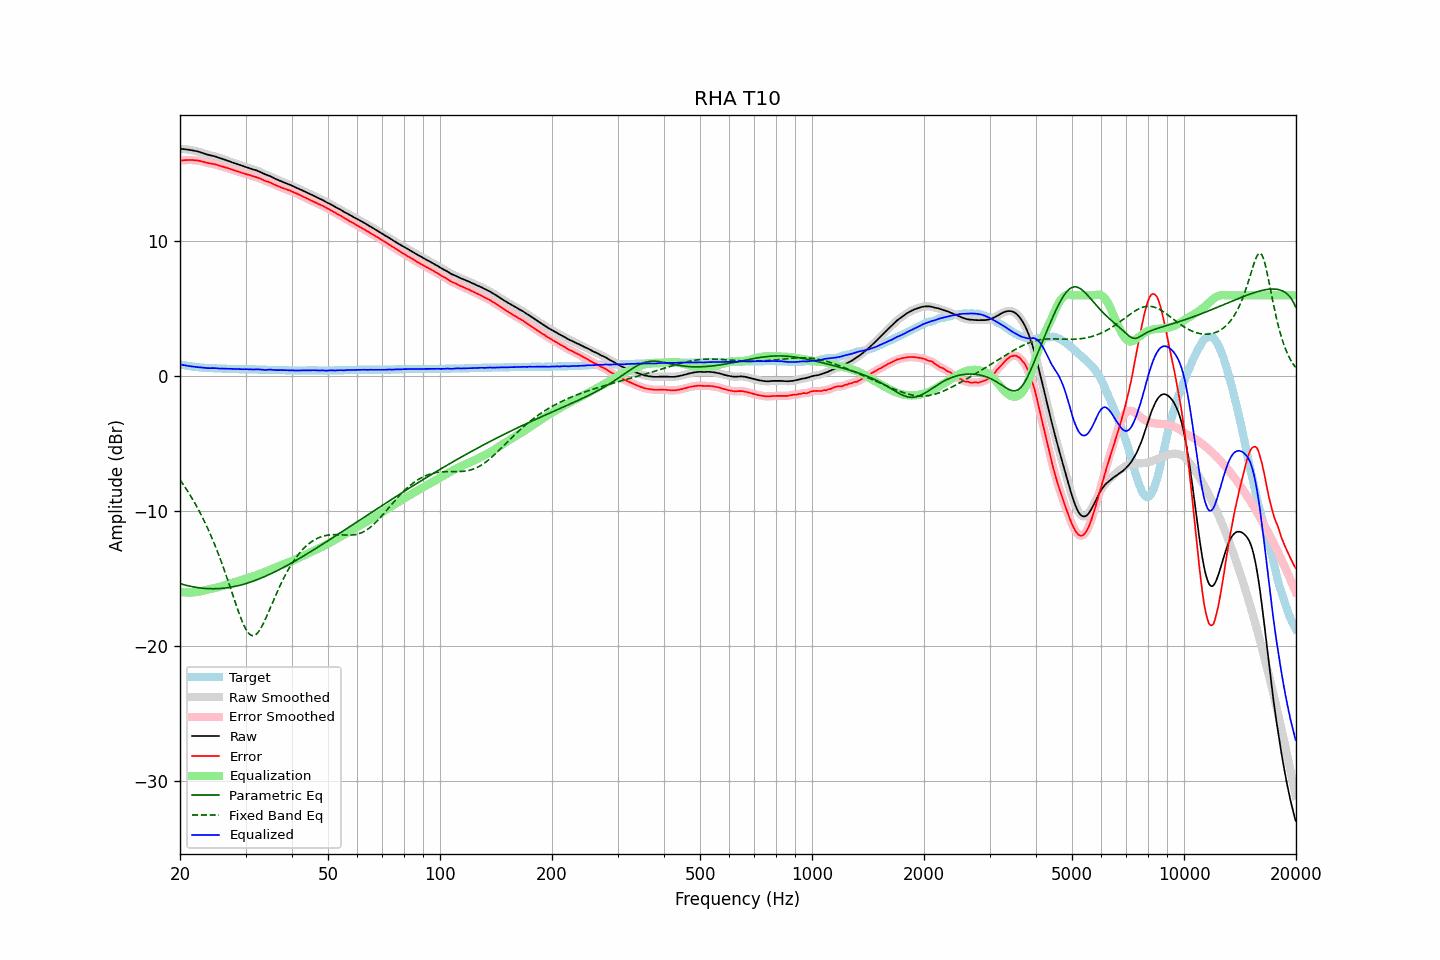 RHA T10
Amplitude (dBr)
10
0
−10
−20
−30
Target
Raw Smoothed
Error Smoothed
Raw
Error
Equalization
Parametric Eq
Fixed Band Eq
Equalized
20 50 100 200 500 1000 2000 5000 10000 20000
Frequency (Hz)